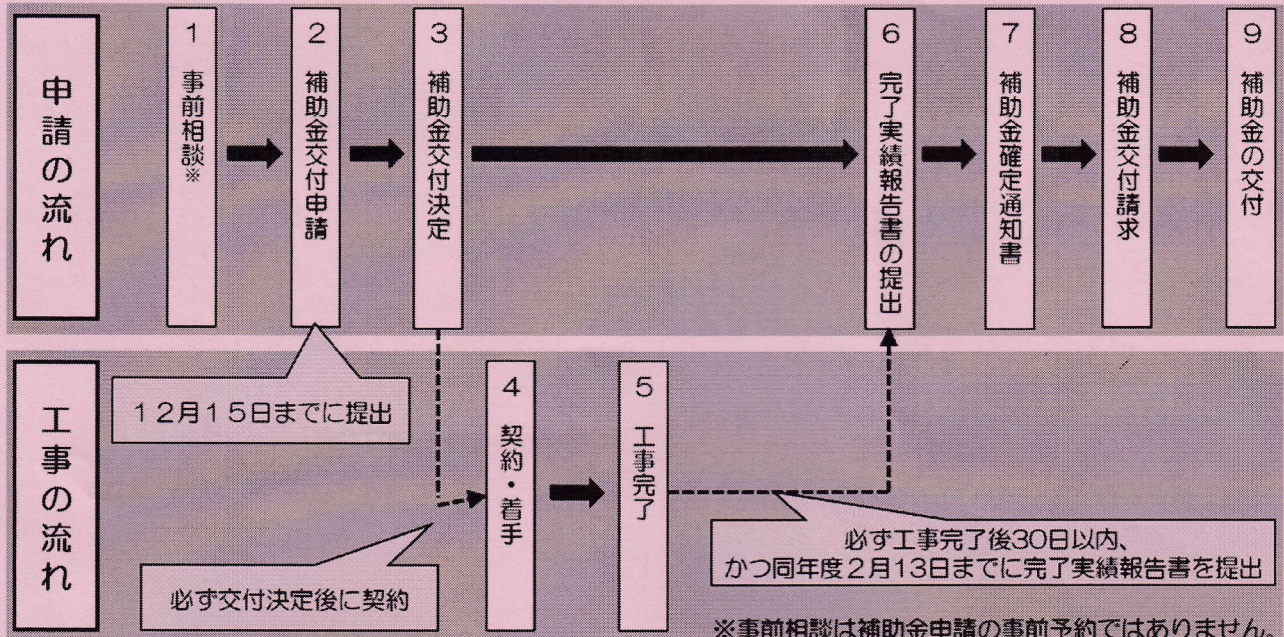 申請の流れ
1 事前相談※
2 補助金交付申請
3 補助金交付決定
6 完了実績報告書の提出
7 補助金確定通知書
8 補助金交付請求
9 補助金の交付
12月15日までに提出
工事の流れ
4 契約・着手
5 工事完了
必ず交付決定後に契約
必ず工事完了後30日以内、
かつ同年度2月13日までに完了実績報告書を提出
※事前相談は補助金申請の事前予約ではありません。